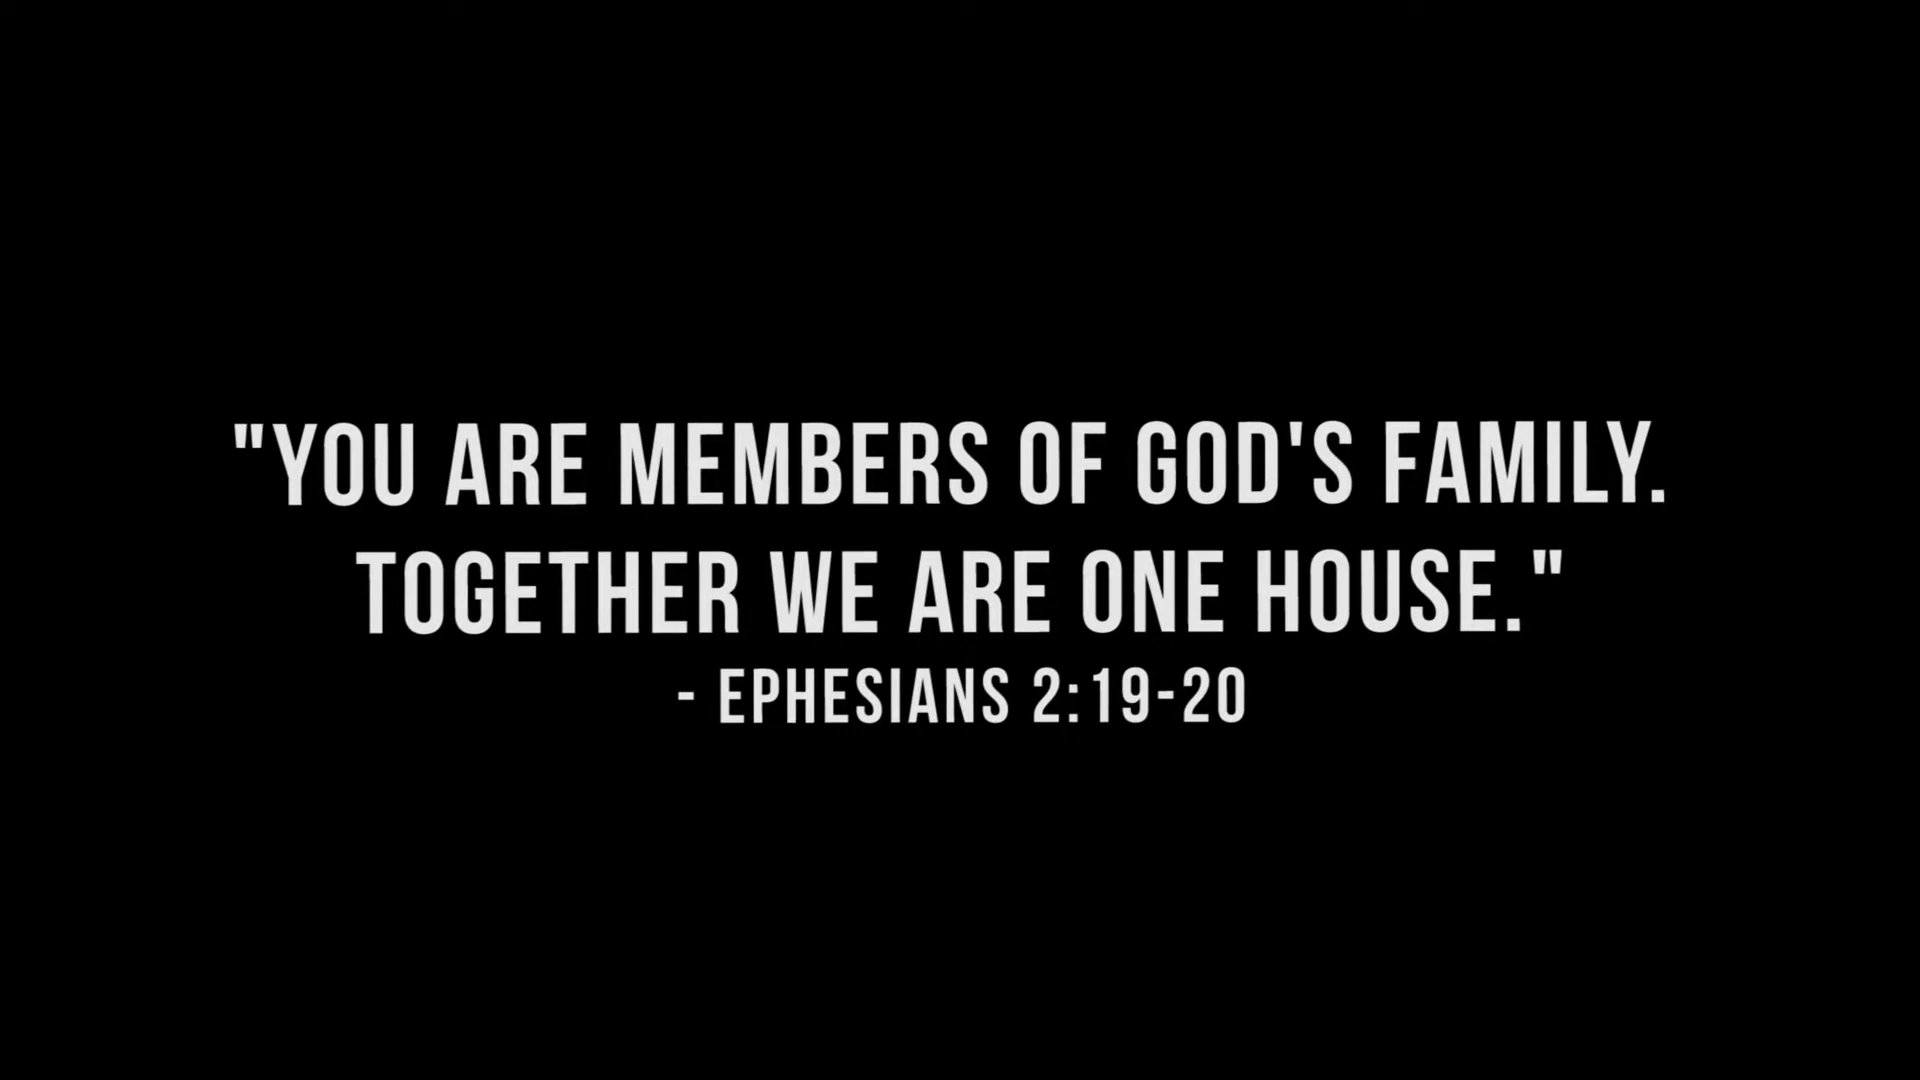 "YOU ARE MEMBERS OF GOD'S FAMILY.
TOGETHER WE ARE ONE HOUSE."
- EPHESIANS 2:19-20